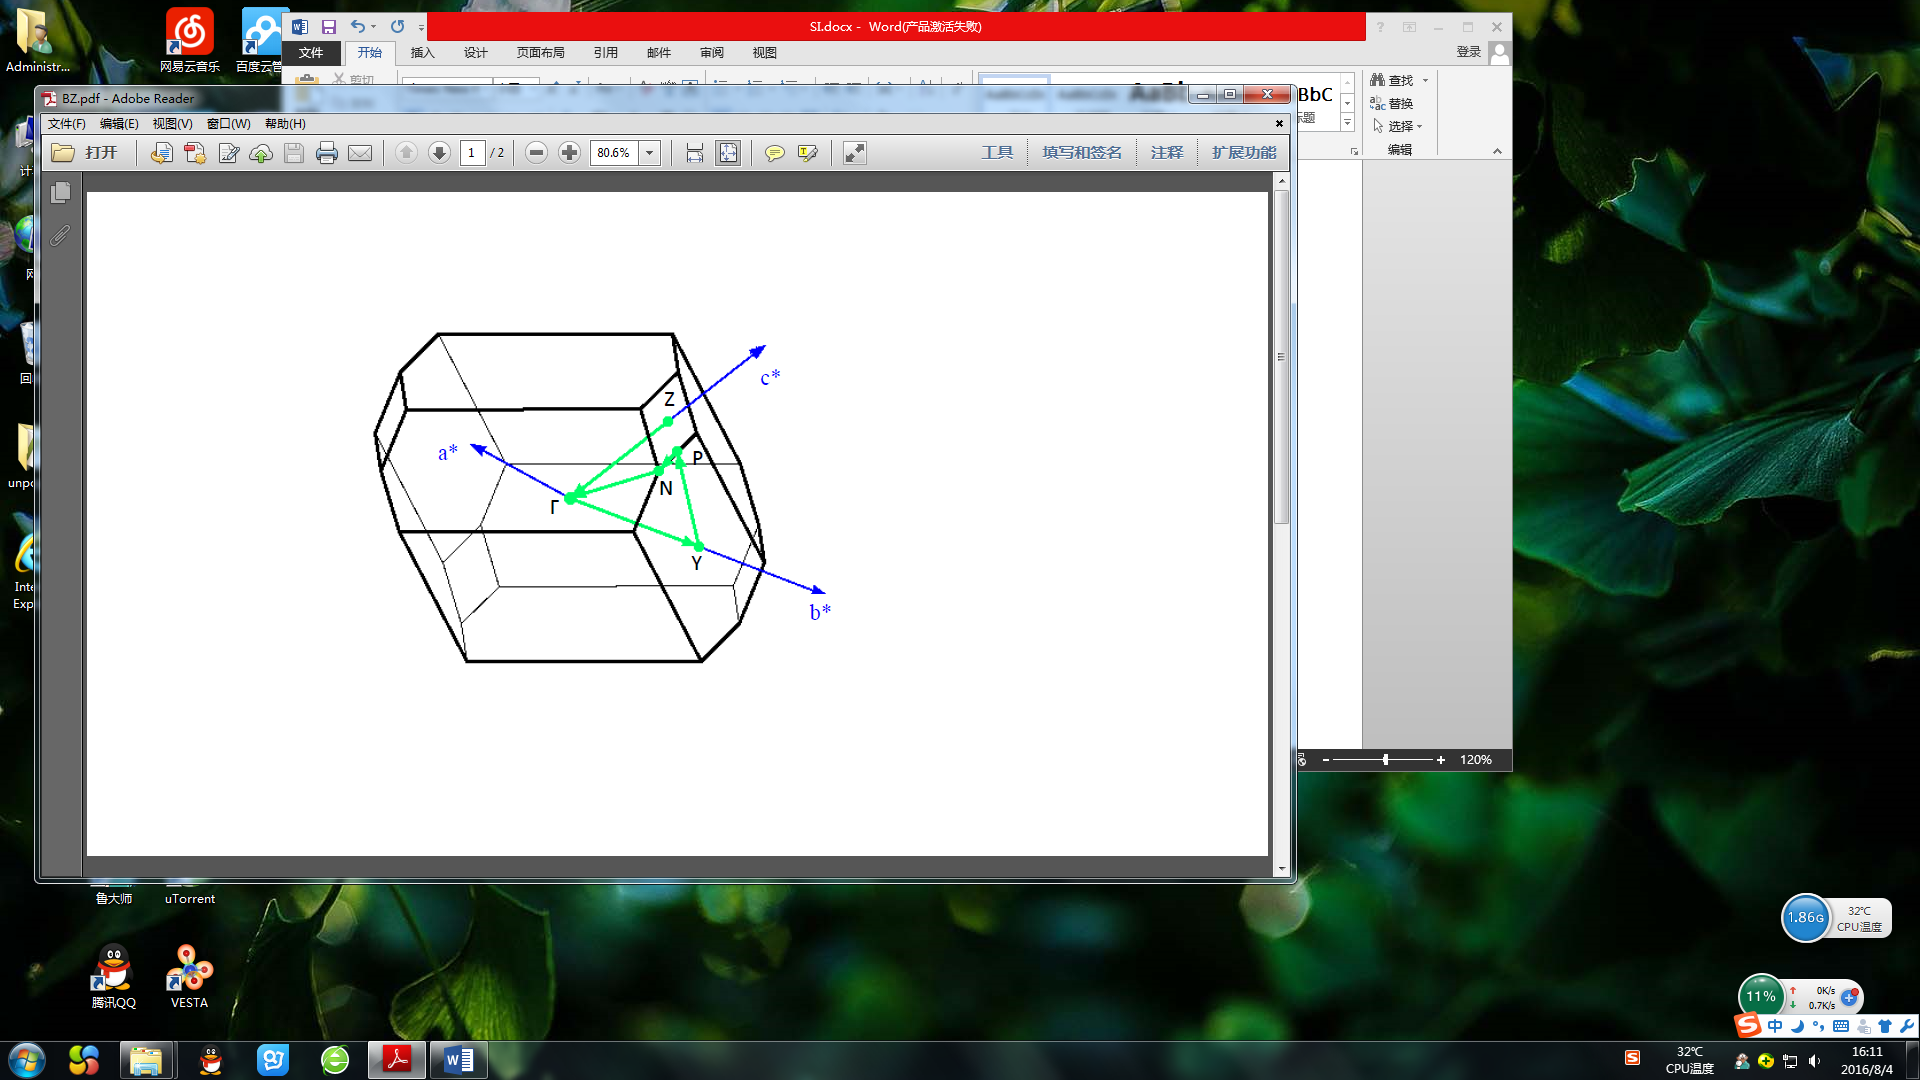 Administr...
网易云音乐
SI.docx - Word(产品激活失败)
文件 开始 插入 设计 页面布局 引用 邮件 审阅 视图
登录
剪切
查找
替换
选择
编辑
BZ.pdf - Adobe Reader
文件(F) 编辑(E) 视图(V) 窗口(W) 帮助(H)
打开
1 / 2
80.6%
工具 填写和签名 注释 扩展功能
c*
Z
a*
P
N
Γ
Y
b*
120%
鲁大师
uTorrent
腾讯QQ
VESTA
1.86G
32℃
CPU温度
11%
0K/s
0.7K/s
中
32℃
CPU温度
16:11
2016/8/4